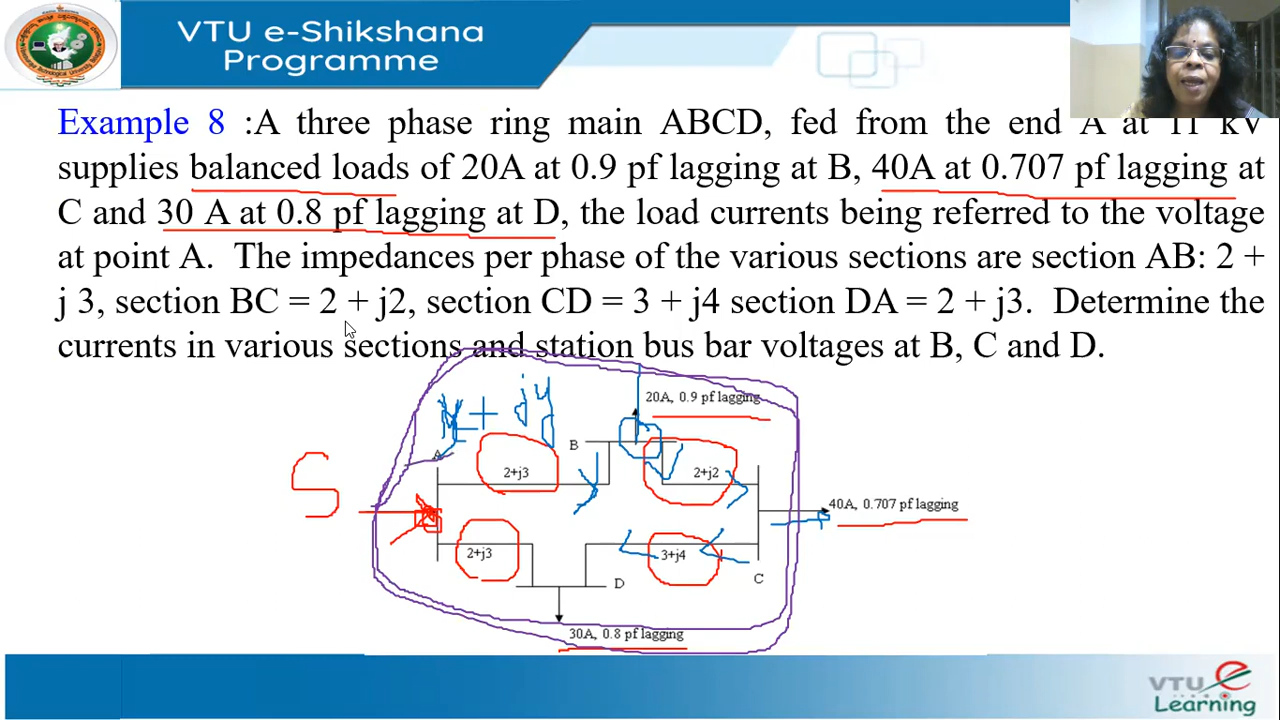 VTU e-Shikshana
Programme
Example 8 :A three phase ring main ABCD, fed from the end A at 11 kV
supplies balanced loads of 20A at 0.9 pf lagging at B, 40A at 0.707 pf lagging at
C and 30 A at 0.8 pf lagging at D, the load currents being referred to the voltage
at point A. The impedances per phase of the various sections are section AB: 2 +
j 3, section BC = 2 + j2, section CD = 3 + j4 section DA = 2 + j3. Determine the
currents in various sections and station bus bar voltages at B, C and D.
20A, 0.9 pf lagging
x + jy
A
B
2+j3
2+j2
S
40A, 0.707 pf lagging
2+j3
3+j4
D
C
30A, 0.8 pf lagging
VTU e
Learning